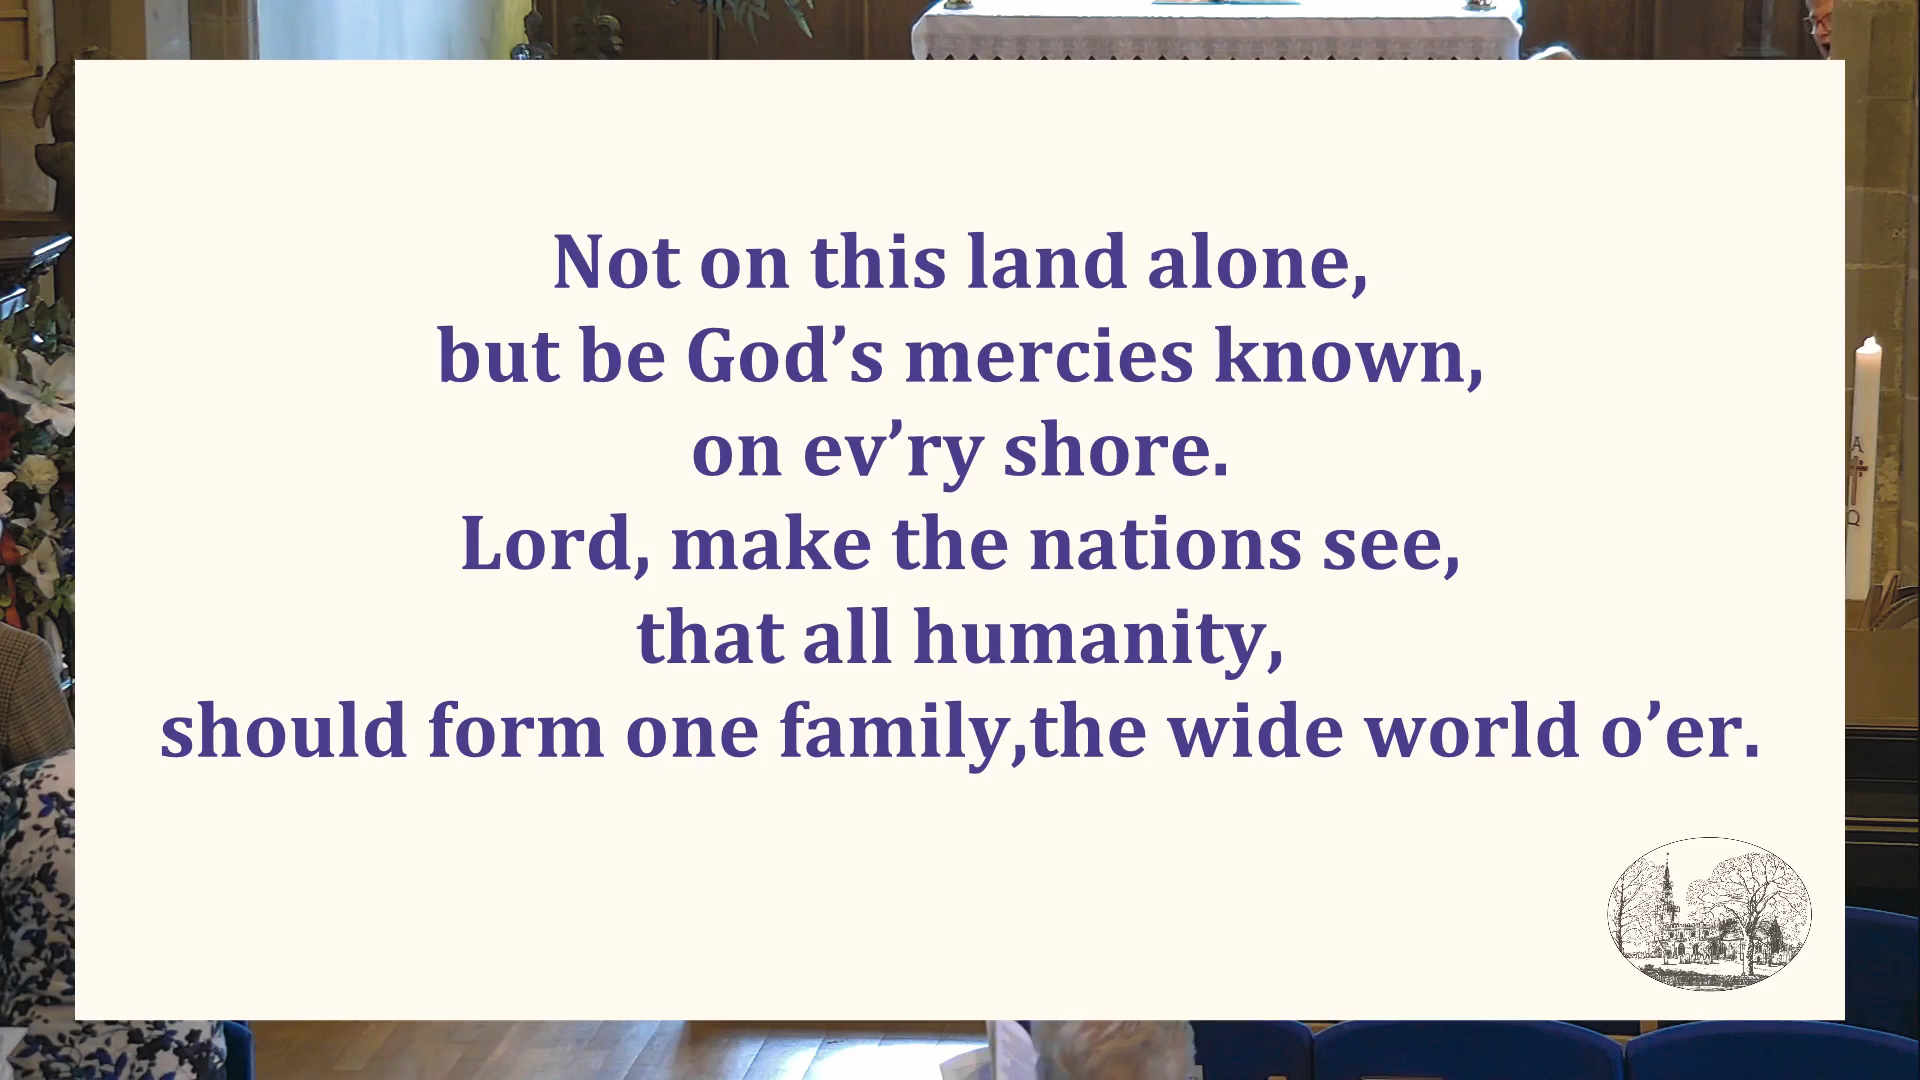 Not on this land alone,
but be God’s mercies known,
on ev’ry shore.
Lord, make the nations see,
that all humanity,
should form one family,the wide world o’er.
Α
Ω